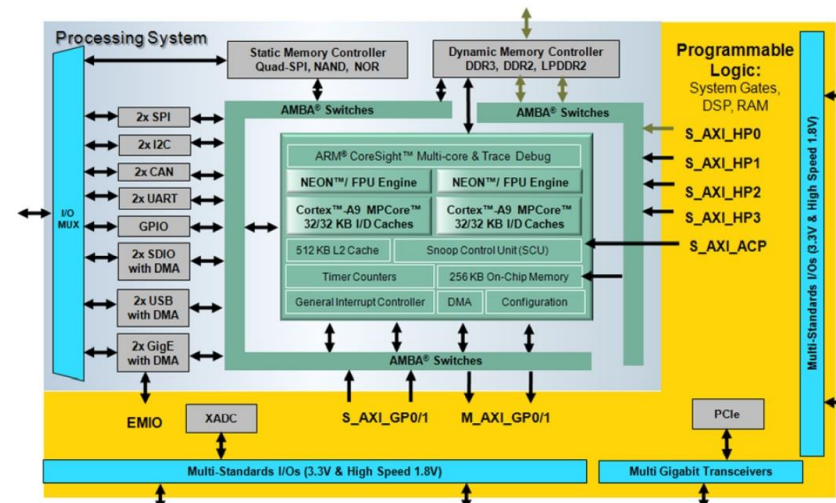 Processing System
Static Memory Controller
Quad-SPI, NAND, NOR
Dynamic Memory Controller
DDR3, DDR2, LPDDR2
Programmable
Logic:
System Gates,
DSP, RAM
AMBA® Switches
AMBA® Switches
2x SPI
2x I2C
2x CAN
2x UART
GPIO
2x SDIO
with DMA
2x USB
with DMA
2x GigE
with DMA
I/O
MUX
ARM® CoreSight™ Multi-core & Trace Debug
NEON™/ FPU Engine
NEON™/ FPU Engine
Cortex™-A9 MPCore™
32/32 KB I/D Caches
Cortex™-A9 MPCore™
32/32 KB I/D Caches
512 KB L2 Cache
Snoop Control Unit (SCU)
Timer Counters
256 KB On-Chip Memory
General Interrupt Controller
DMA
Configuration
S_AXI_HP0
S_AXI_HP1
S_AXI_HP2
S_AXI_HP3
S_AXI_ACP
Multi-Standards I/Os (3.3V & High Speed 1.8V)
AMBA® Switches
EMIO
XADC
S_AXI_GP0/1
M_AXI_GP0/1
PCIe
Multi-Standards I/Os (3.3V & High Speed 1.8V)
Multi Gigabit Transceivers